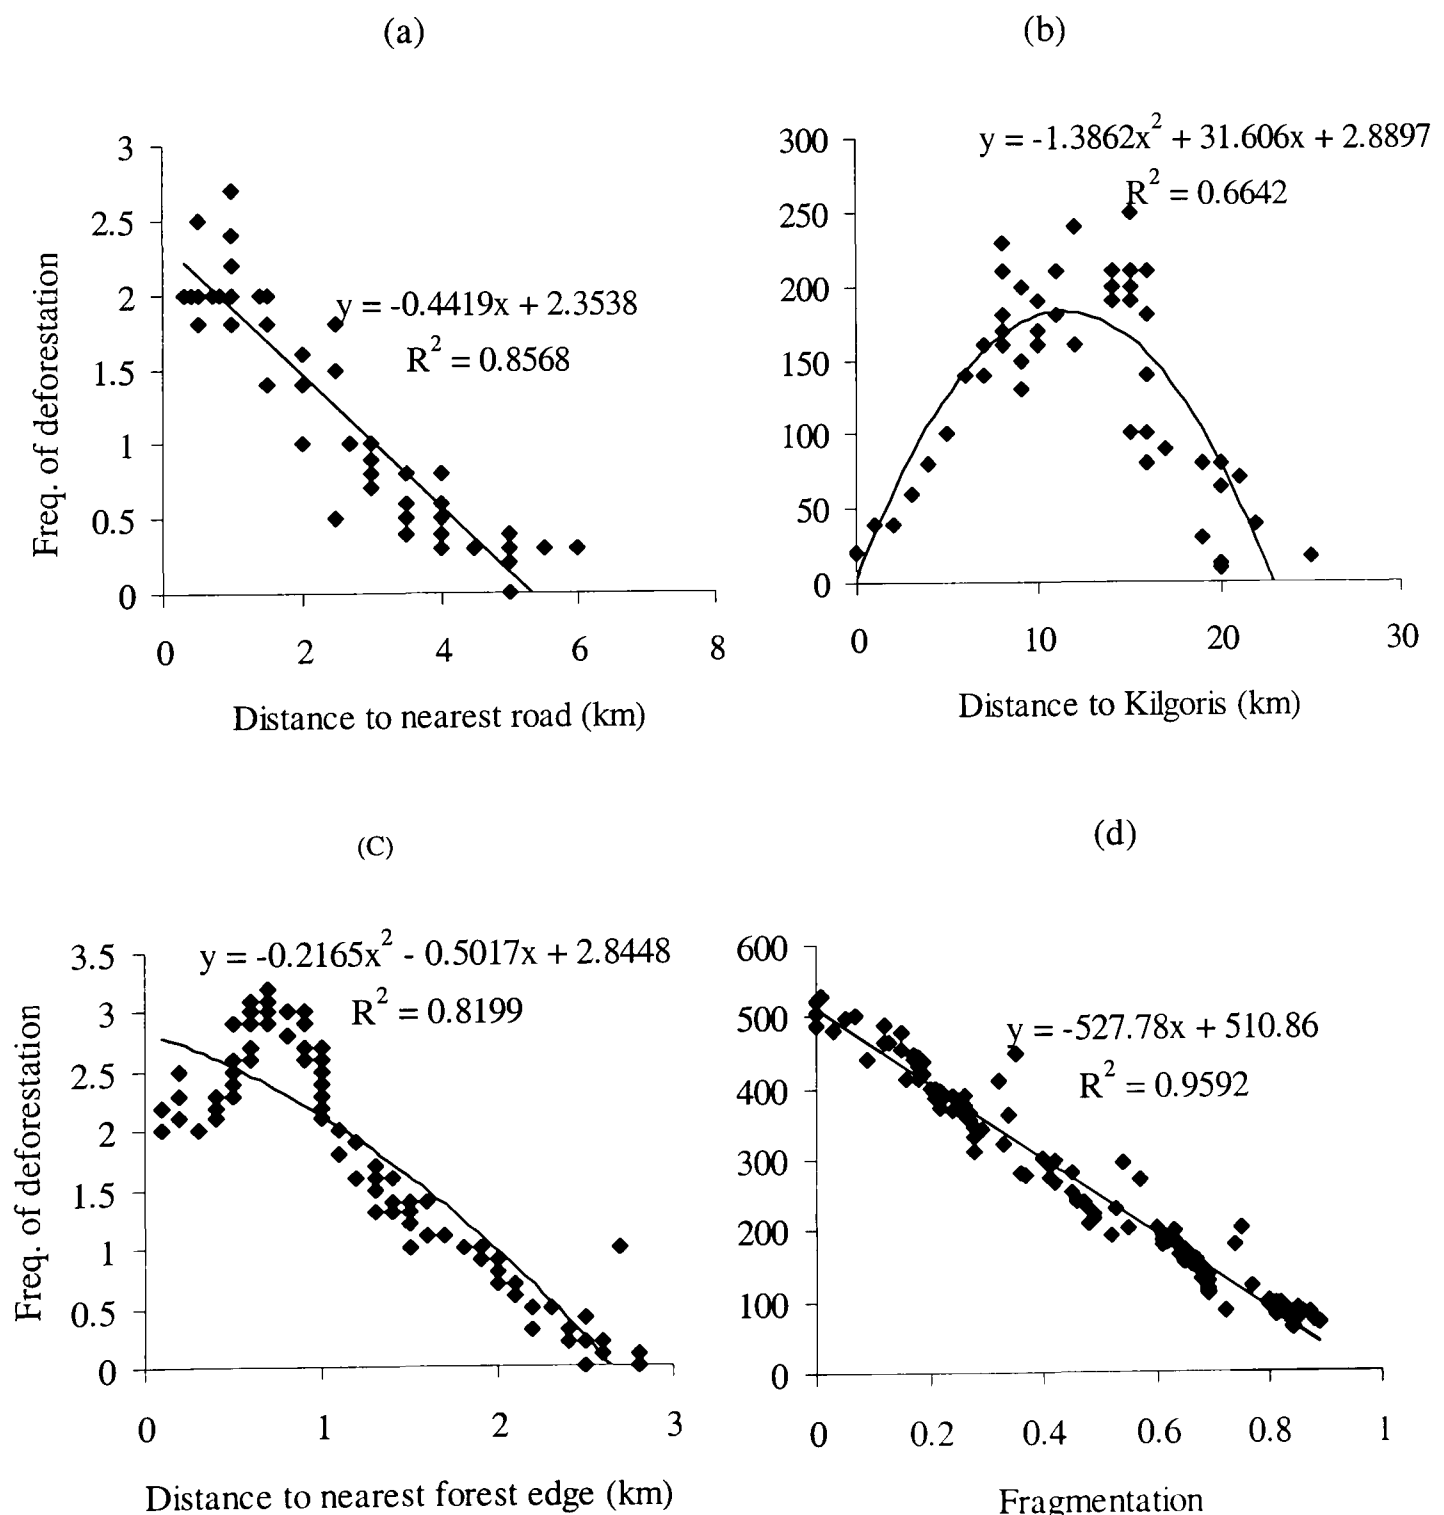 (a)
3
2.5
2
1.5
1
0.5
0
Freq. of deforestation
y = -0.4419x + 2.3538
R² = 0.8568
0 2 4 6 8
Distance to nearest road (km)
(b)
300
250
200
150
100
50
0
y = -1.3862x² + 31.606x + 2.8897
R² = 0.6642
0 10 20 30
Distance to Kilgoris (km)
(C)
3.5
3
2.5
2
1.5
1
0.5
0
Freq. of deforestation
y = -0.2165x² - 0.5017x + 2.8448
R² = 0.8199
0 1 2 3
Distance to nearest forest edge (km)
(d)
600
500
400
300
200
100
0
y = -527.78x + 510.86
R² = 0.9592
0 0.2 0.4 0.6 0.8 1
Fragmentation